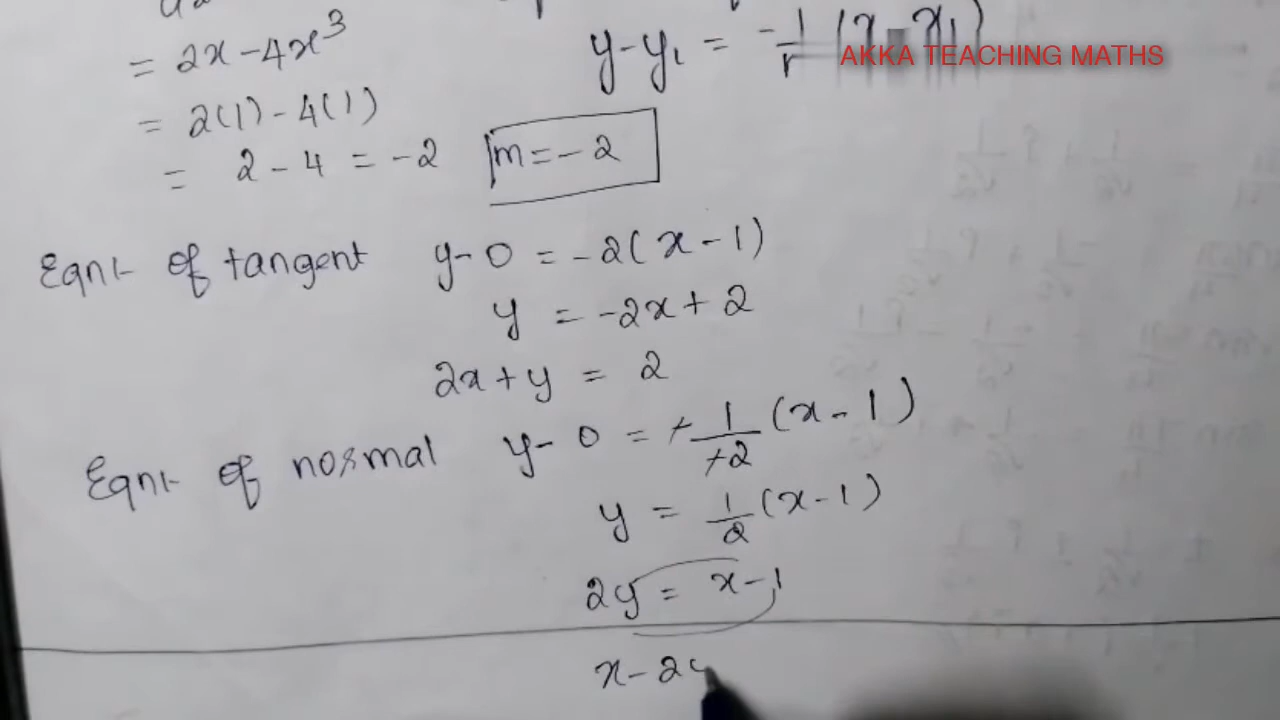 = 2x - 4x³
y - y₁ = -1/r (x - x₁)
AKKA TEACHING MATHS
= 2(1) - 4(1)
= 2 - 4 = -2 m = -2
Eqn:- of tangent y - 0 = -2(x - 1)
y = -2x + 2
2x + y = 2
Eqn:- of normal y - 0 = +1/+2 (x - 1)
y = 1/2 (x - 1)
2y = x - 1
x - 2y